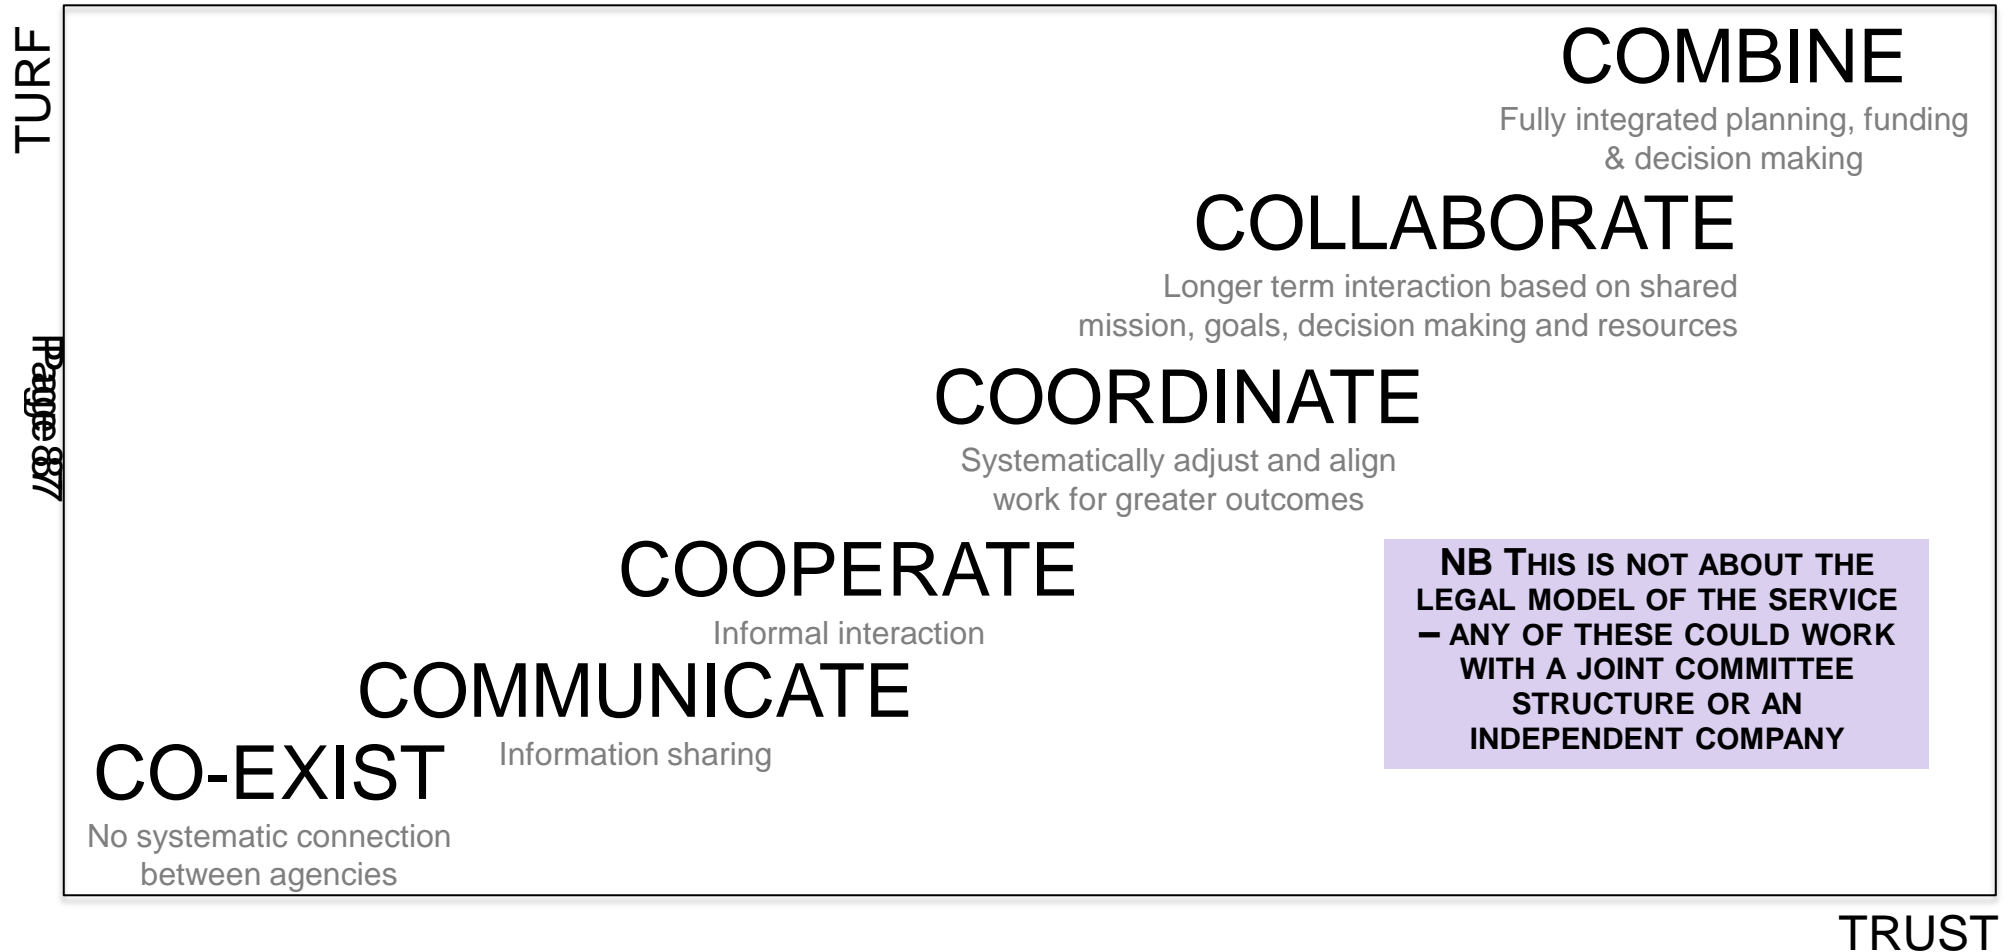 TURF
COMBINE
Fully integrated planning, funding
& decision making
COLLABORATE
Longer term interaction based on shared
mission, goals, decision making and resources
COORDINATE
Systematically adjust and align
work for greater outcomes
COOPERATE
Informal interaction
NB THIS IS NOT ABOUT THE
LEGAL MODEL OF THE SERVICE
– ANY OF THESE COULD WORK
WITH A JOINT COMMITTEE
STRUCTURE OR AN
INDEPENDENT COMPANY
COMMUNICATE
Information sharing
CO-EXIST
No systematic connection
between agencies
TRUST
Page